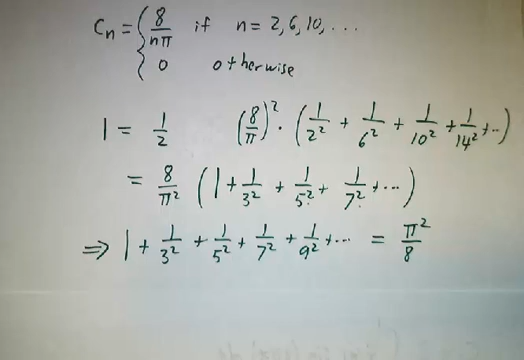 Cn = { 8/nπ if n = 2, 6, 10, ...
0 otherwise
1 = 1/2 (8/π)² · (1/2² + 1/6² + 1/10² + 1/14² + ...)
= 8/π² (1 + 1/3² + 1/5² + 1/7² + ...)
⇒ 1 + 1/3² + 1/5² + 1/7² + 1/9² + ... = π²/8